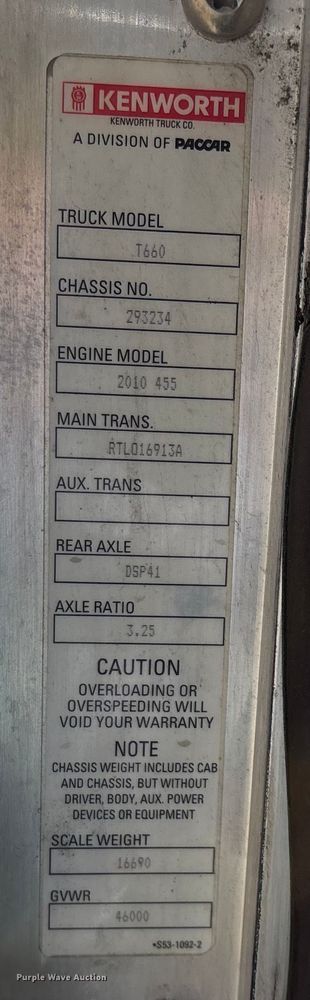 KENWORTH
KENWORTH TRUCK CO.
A DIVISION OF PACCAR
TRUCK MODEL
T660
CHASSIS NO.
293234
ENGINE MODEL
2010 455
MAIN TRANS.
RTLO16913A
AUX. TRANS
REAR AXLE
DSP41
AXLE RATIO
3.25
CAUTION
OVERLOADING OR
OVERSPEEDING WILL
VOID YOUR WARRANTY
NOTE
CHASSIS WEIGHT INCLUDES CAB
AND CHASSIS, BUT WITHOUT
DRIVER, BODY, AUX. POWER
DEVICES OR EQUIPMENT
SCALE WEIGHT
16690
GVWR
46000
•S53-1092-2
Purple Wave Auction